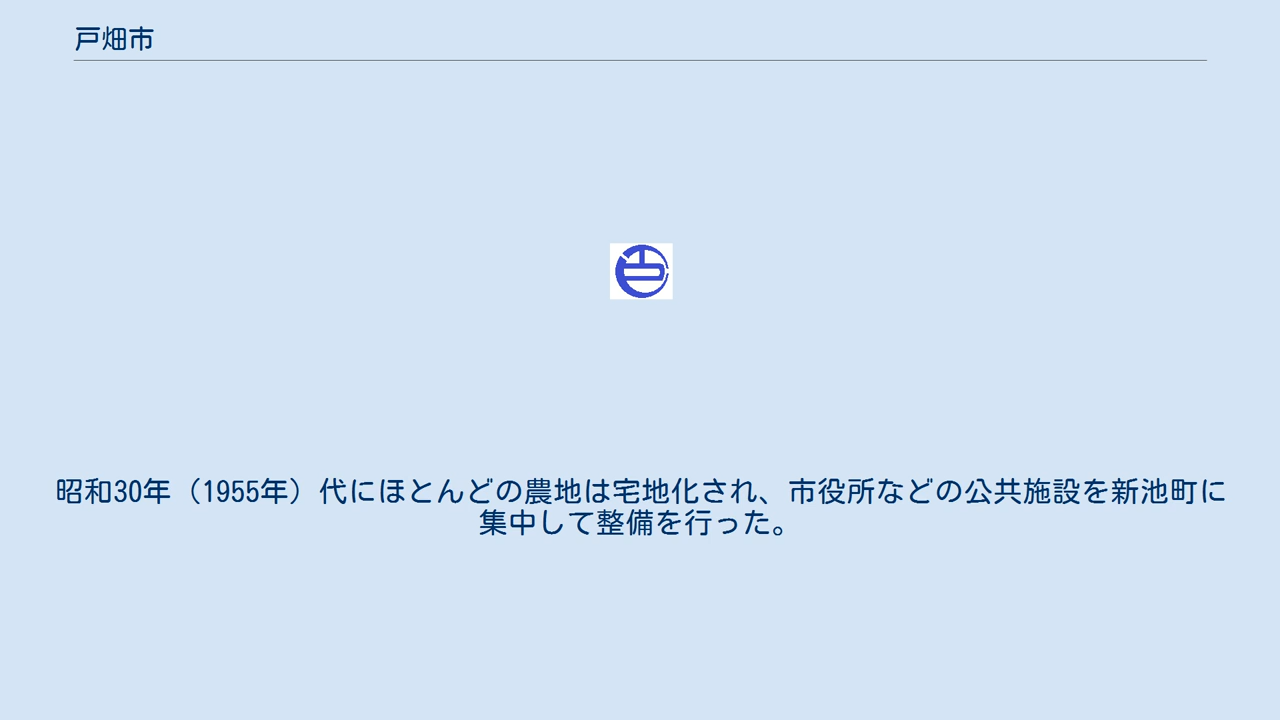 戸畑市
昭和30年（1955年）代にほとんどの農地は宅地化され、市役所などの公共施設を新池町に
集中して整備を行った。